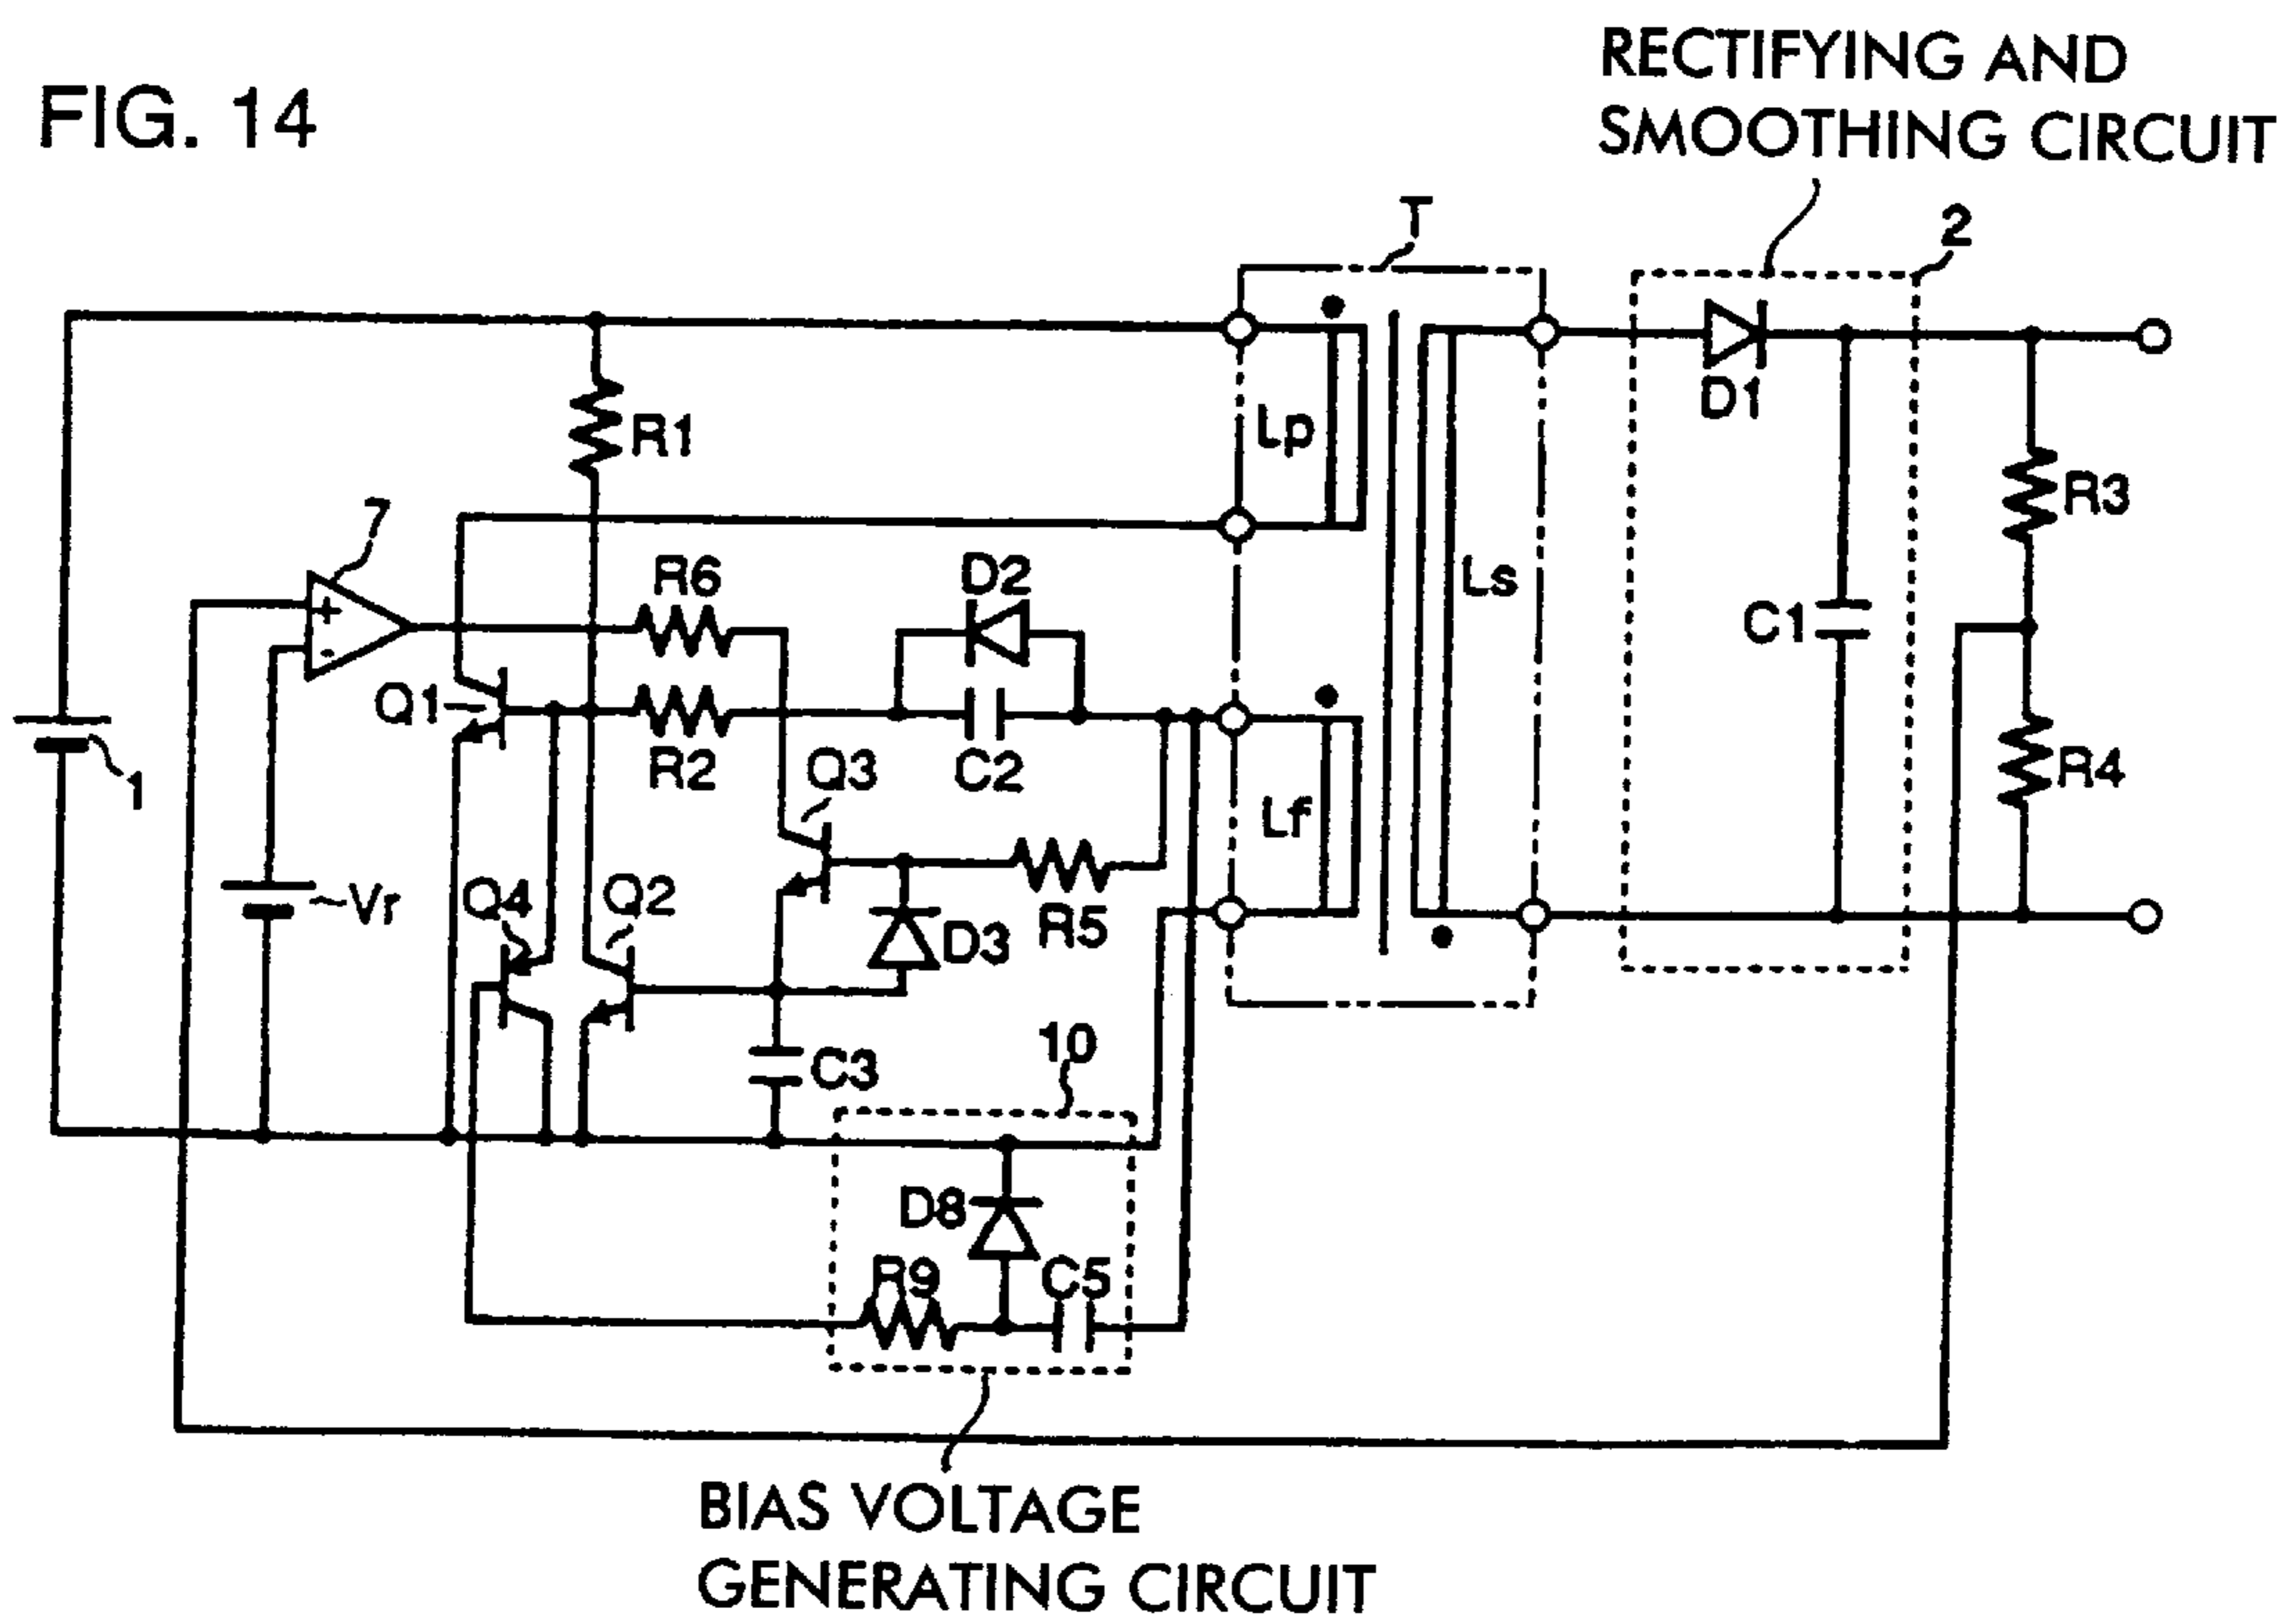 FIG. 14
RECTIFYING AND
SMOOTHING CIRCUIT
T
2
R1
Lp
D1
R3
7
R6
D2
Ls
C1
+
-
Q1
R2
C2
Q3
R4
1
Lf
Vr
Q4
Q2
D3
R5
C3
10
D8
R9
C5
BIAS VOLTAGE
GENERATING CIRCUIT